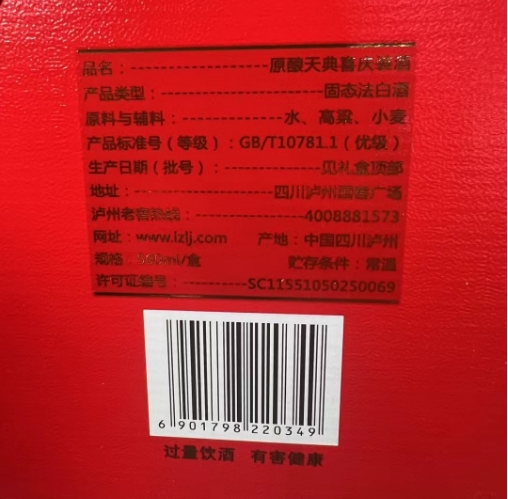 品名：----------------原酿天典喜庆装酒
产品类型：----------------固态法白酒
原料与辅料：----------水、高粱、小麦
产品标准号（等级）：GB/T10781.1（优级）
生产日期（批号）：----------见礼盒顶部
地址：----------------四川泸州国窖广场
泸州老窖热线：------------4008881573
网址：www.lzlj.com 产地：中国四川泸州
规格：500ml/盒 贮存条件：常温
许可证编号：--------SC11551050250069
6 901798 220349
过量饮酒 有害健康